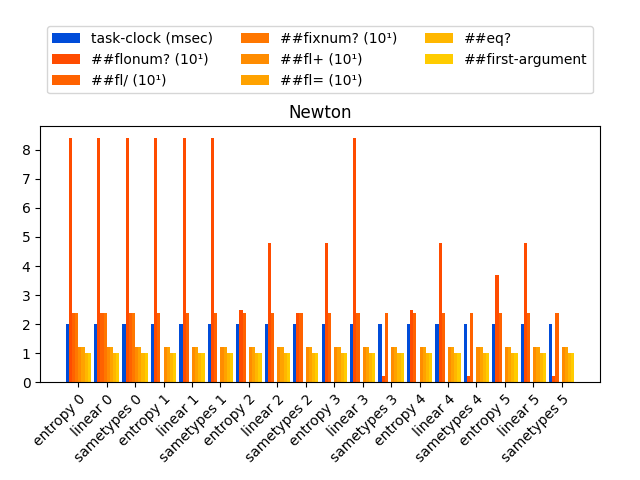 task-clock (msec) ##fixnum? (10¹) ##eq?
##flonum? (10¹) ##fl+ (10¹) ##first-argument
##fl/ (10¹) ##fl= (10¹)
Newton
8
7
6
5
4
3
2
1
0
entropy 0
linear 0
sametypes 0
entropy 1
linear 1
sametypes 1
entropy 2
linear 2
sametypes 2
entropy 3
linear 3
sametypes 3
entropy 4
linear 4
sametypes 4
entropy 5
linear 5
sametypes 5